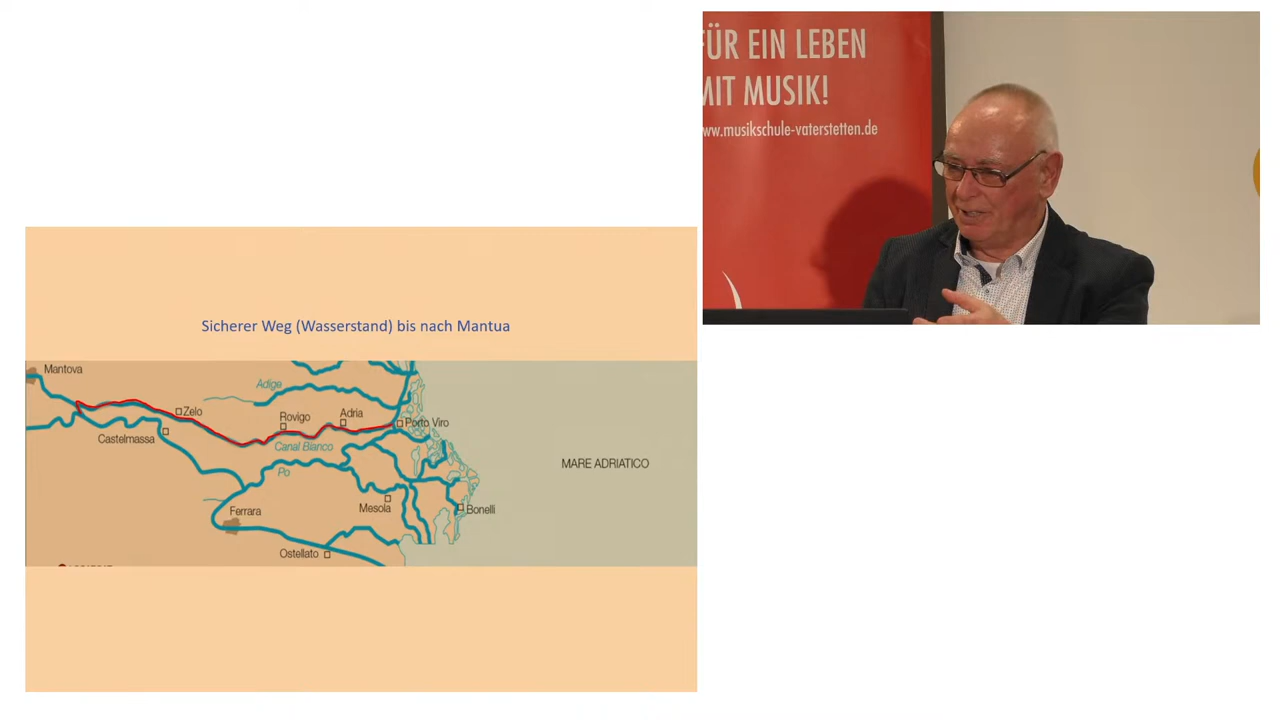 FÜR EIN LEBEN
MIT MUSIK!
www.musikschule-vaterstetten.de
Sicherer Weg (Wasserstand) bis nach Mantua
Mantova
Adige
Zelo
Adria
Rovigo
Porto Viro
Castelmassa
Canal Bianco
Po
MARE ADRIATICO
Mesola
Bonelli
Ferrara
Ostellato